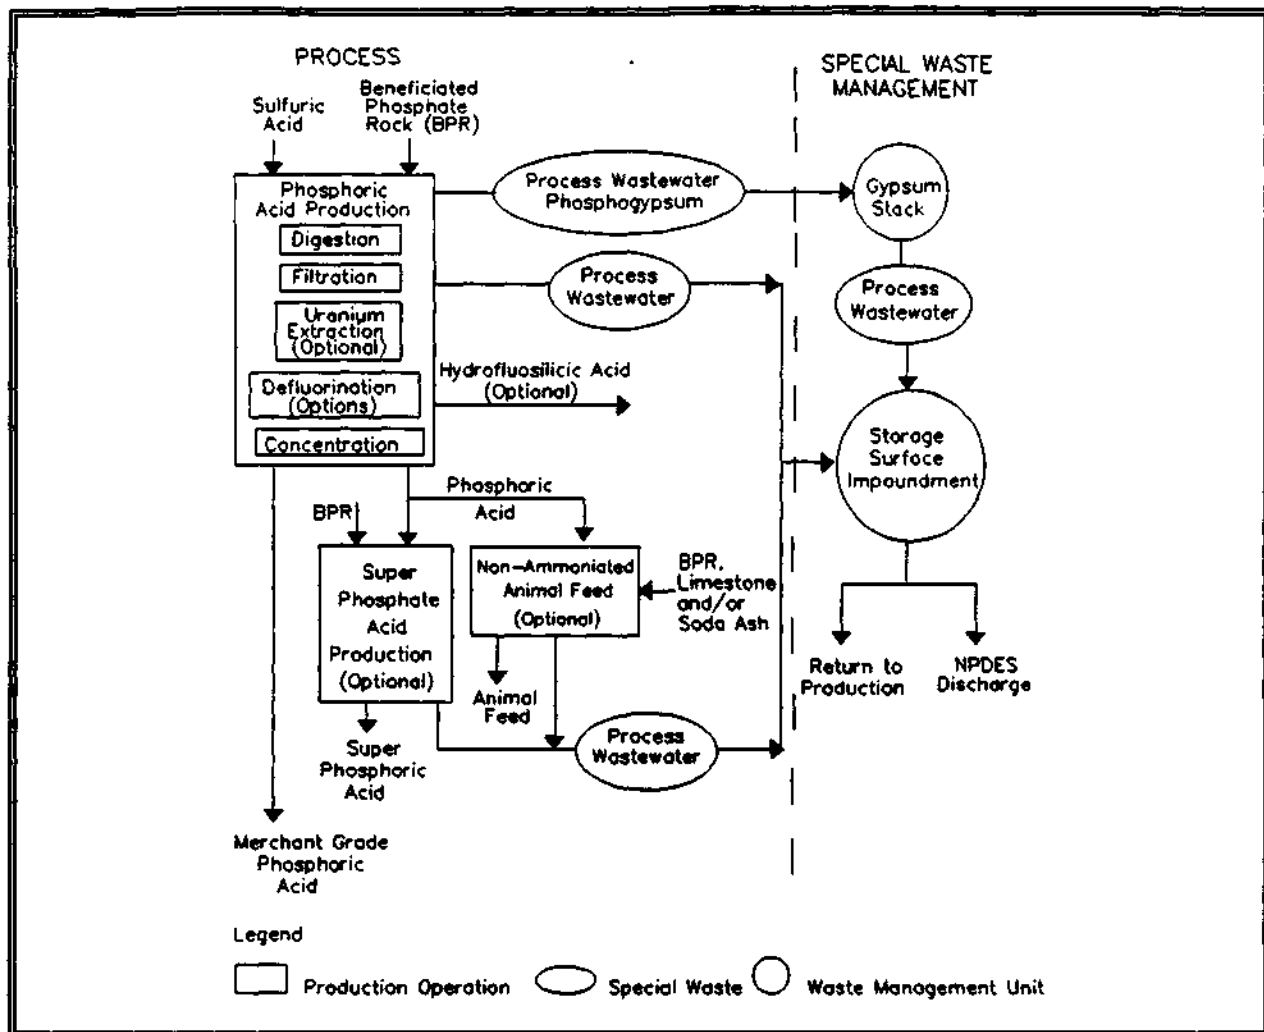 PROCESS
SPECIAL WASTE
MANAGEMENT
Sulfuric
Acid
Beneficiated
Phosphate
Rock (BPR)
Phosphoric
Acid Production
Digestion
Filtration
Uranium
Extraction
(Optional)
Defluorination
(Options)
Concentration
Process Wastewater
Phosphogypsum
Gypsum
Stack
Process
Wastewater
Process
Wastewater
Hydrofluosilicic Acid
(Optional)
Storage
Surface
Impoundment
Phosphoric
Acid
BPR
Super
Phosphate
Acid
Production
(Optional)
Non-Ammoniated
Animal Feed
(Optional)
BPR,
Limestone
and/or
Soda Ash
Return to
Production
NPDES
Discharge
Animal
Feed
Super
Phosphoric
Acid
Process
Wastewater
Merchant Grade
Phosphoric
Acid
Legend
Production Operation
Special Waste
Waste Management Unit